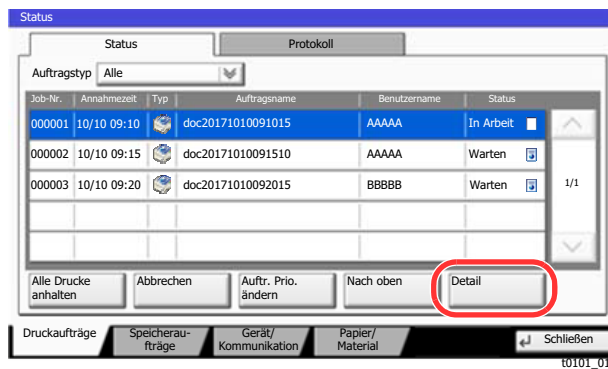 Status
Status Protokoll
Auftragstyp Alle
Job-Nr. Annahmezeit Typ Auftragsname Benutzername Status
000001 10/10 09:10 doc20171010091015 AAAAA In Arbeit
000002 10/10 09:15 doc20171010091510 AAAAA Warten
000003 10/10 09:20 doc20171010092015 BBBBB Warten
1/1
Alle Drucke anhalten
Abbrechen
Auftr. Prio. ändern
Nach oben
Detail
Druckaufträge
Speicherau-
fträge
Gerät/
Kommunikation
Papier/
Material
Schließen
t0101_01